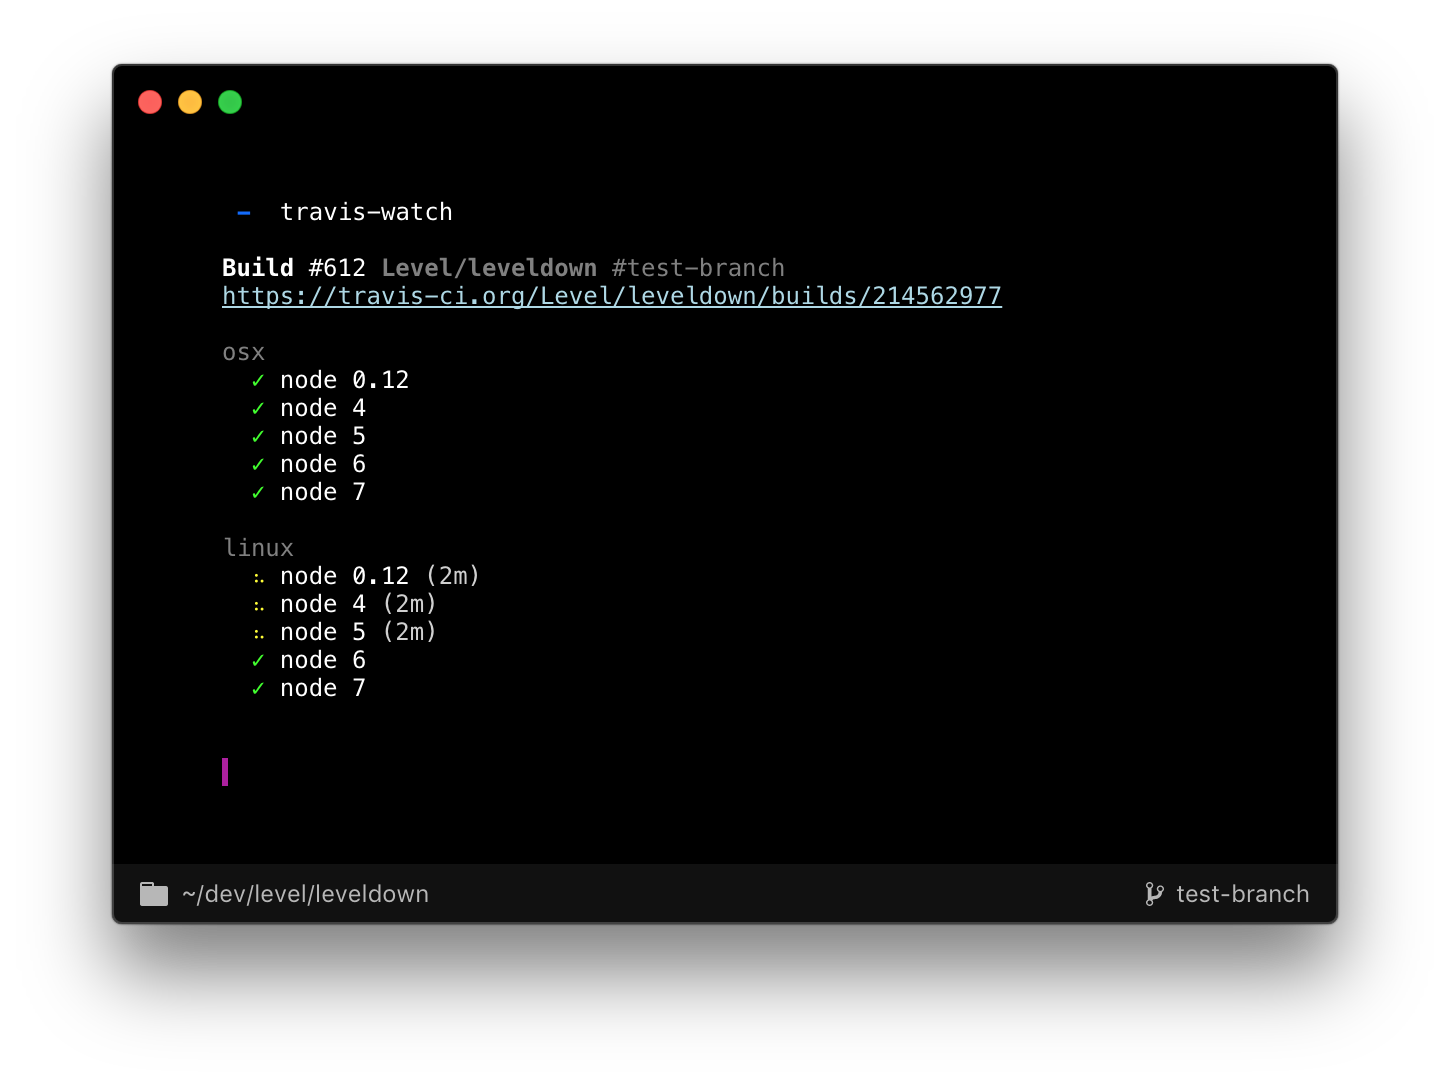 – travis-watch
Build #612 Level/leveldown #test-branch
https://travis-ci.org/Level/leveldown/builds/214562977
osx
✓ node 0.12
✓ node 4
✓ node 5
✓ node 6
✓ node 7
linux
node 0.12 (2m)
node 4 (2m)
node 5 (2m)
✓ node 6
✓ node 7
~/dev/level/leveldown
test-branch